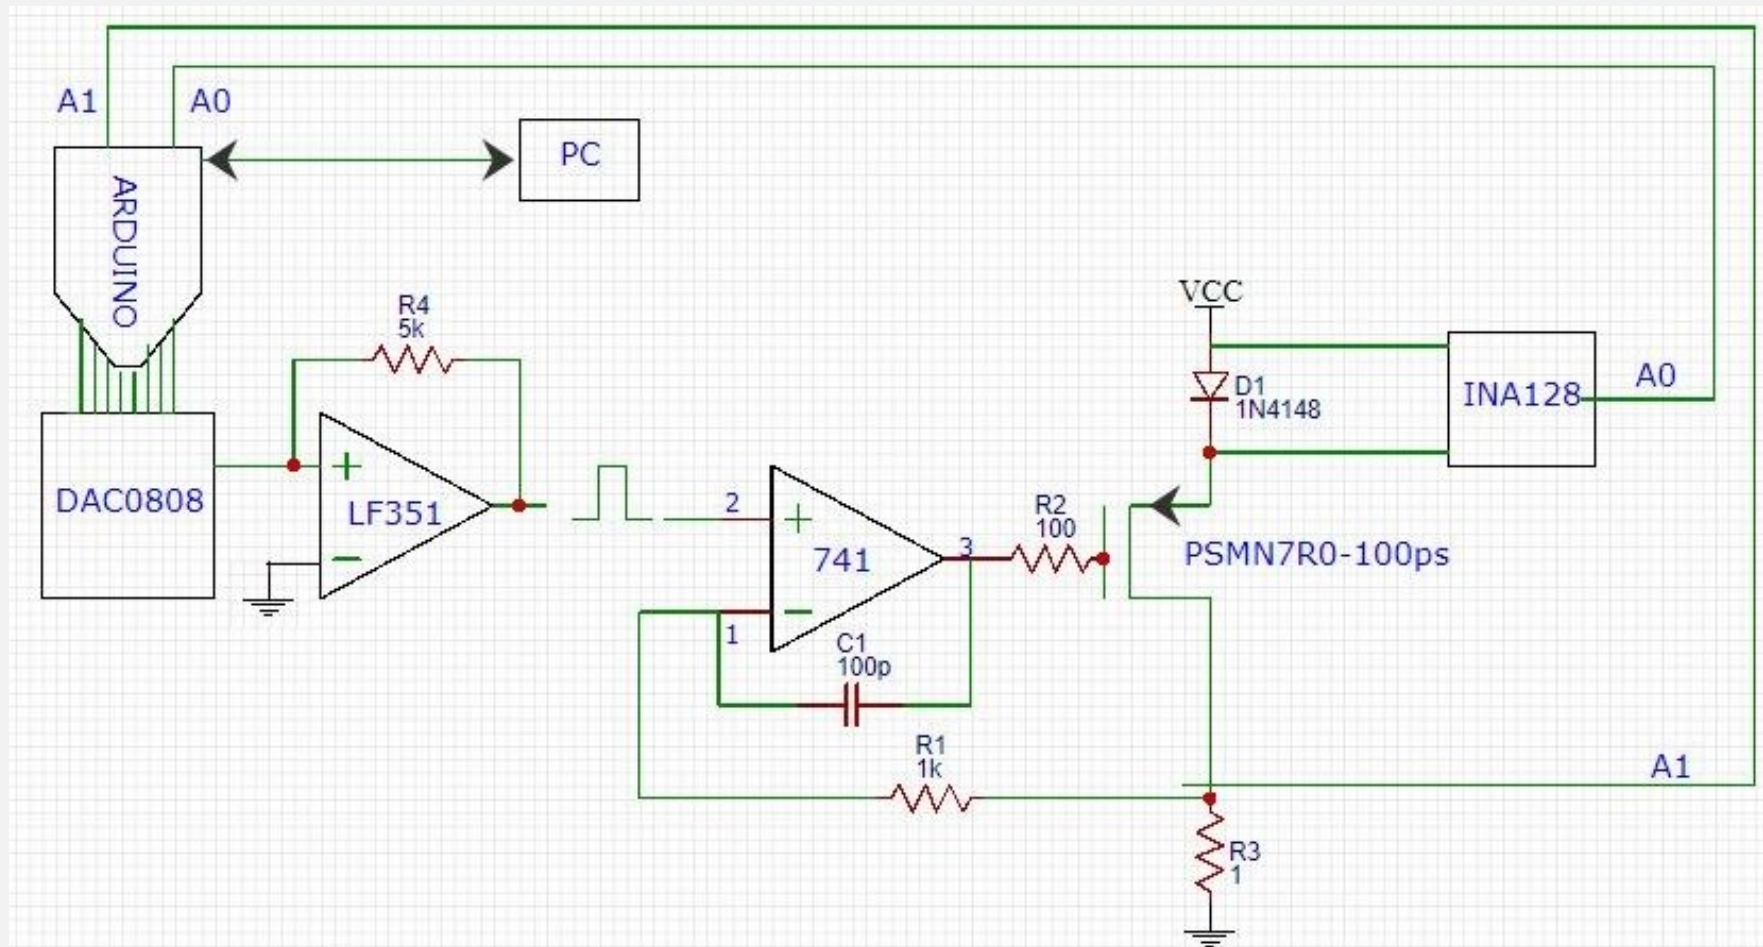 A1
A0
PC
ARDUINO
R4
5k
VCC
D1
1N4148
INA128
A0
DAC0808
+
LF351
−
2
+
741
3
−
1
R2
100
PSMN7R0-100ps
C1
100p
R1
1k
A1
R3
1